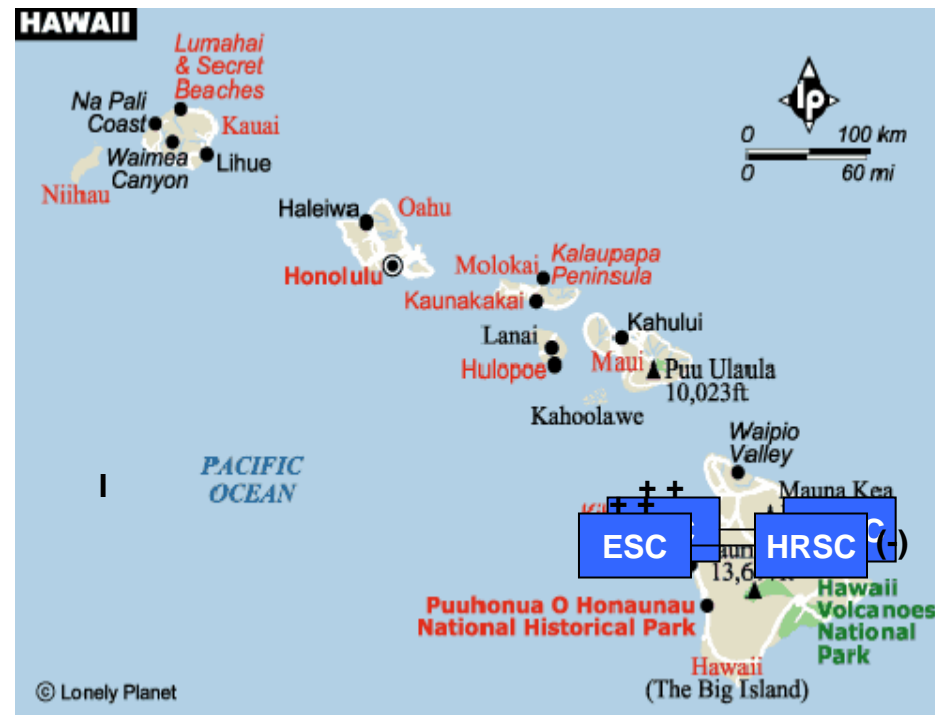 HAWAII
Lumahai
& Secret
Beaches
Na Pali
Coast
Kauai
Waimea
Canyon
Lihue
Niihau
0 100 km
0 60 mi
lp
Haleiwa
Oahu
Honolulu
Molokai
Kalaupapa
Peninsula
Kaunakakai
Lanai
Kahului
Hulopoe
Maui
Puu Ulaula
10,023ft
Kahoolawe
Waipio
Valley
PACIFIC
OCEAN
I
+ +
+ +
Mauna Kea
ESC
HRSC
(-)
Puuhonua O Honaunau
National Historical Park
Hawaii
Volcanoes
National
Park
Hawaii
(The Big Island)
© Lonely Planet